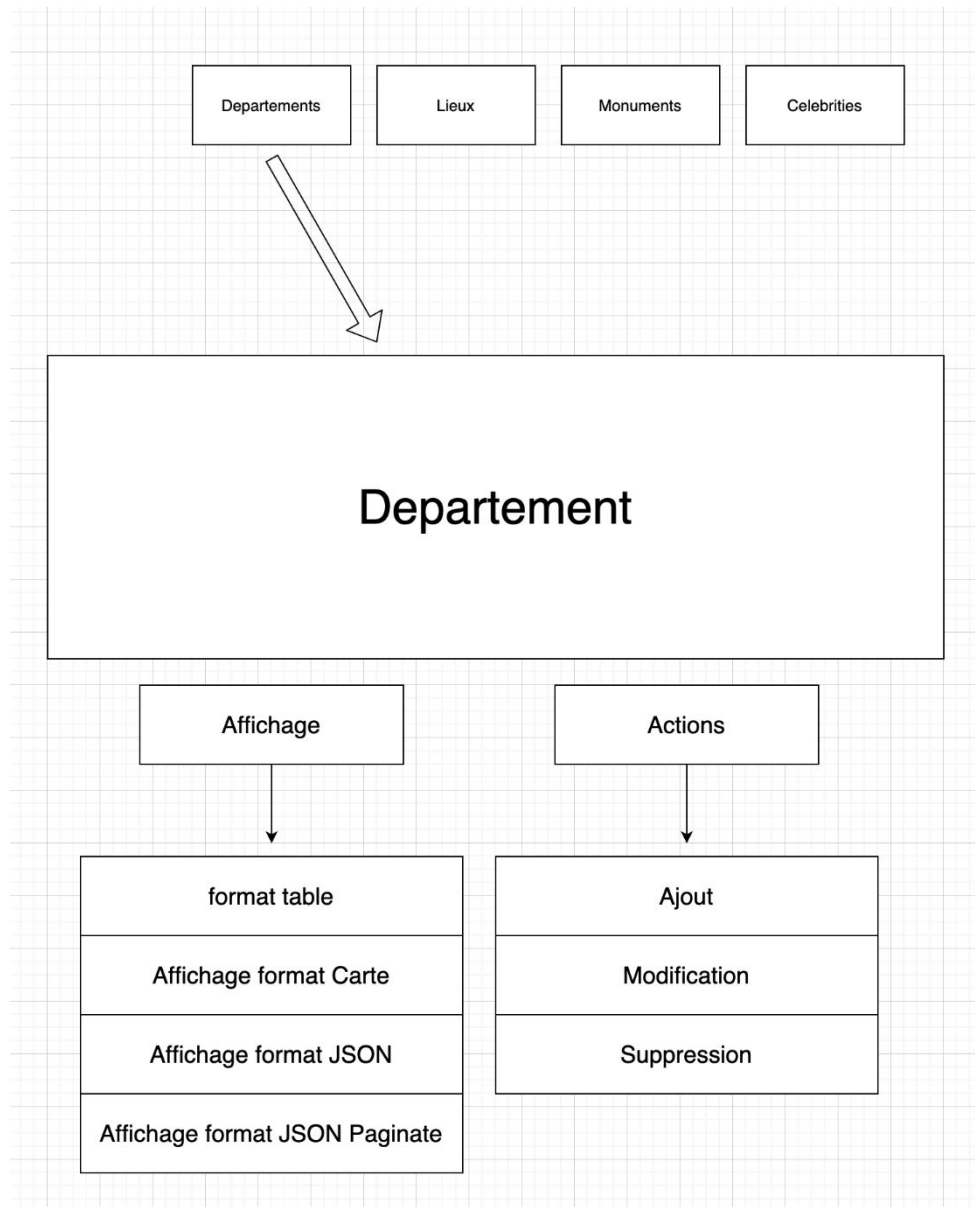 Departements
Lieux
Monuments
Celebrities
Departement
Affichage
Actions
format table
Affichage format Carte
Affichage format JSON
Affichage format JSON Paginate
Ajout
Modification
Suppression